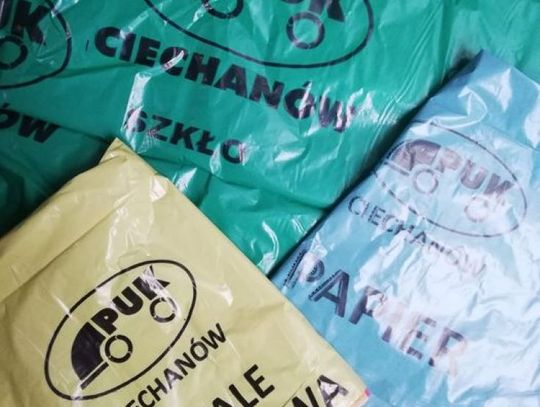 PUK
CIECHANÓW
SZKŁO
PUK
CIECHANÓW
PAPIER
PUK
CIECHANÓW